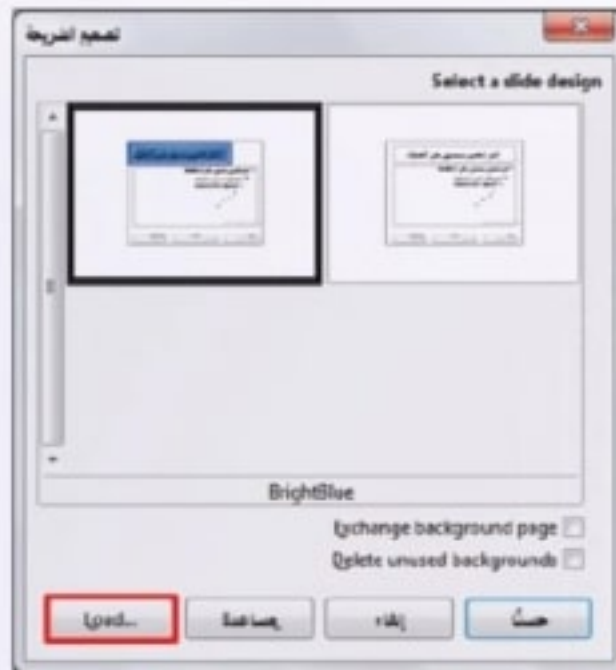 تصميم الشريحة
Select a slide design
BrightBlue
Exchange background page
Delete unused backgrounds
حسنًا إلغاء مساعدة Load...